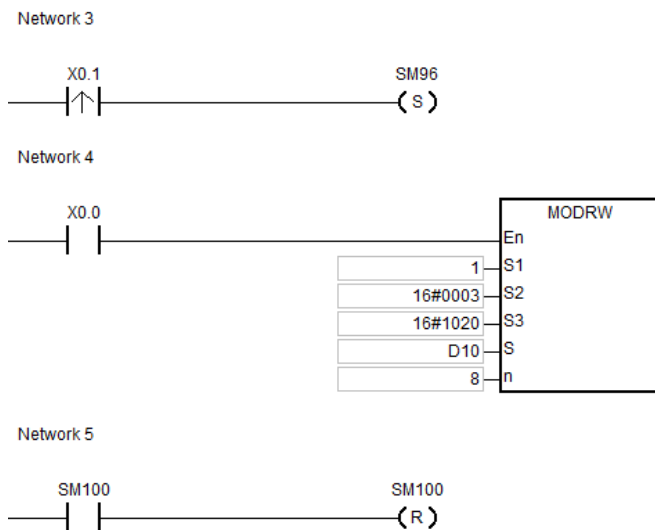 Network 3
X0.1 SM96
S
Network 4
X0.0 MODRW
En
1 S1
16#0003 S2
16#1020 S3
D10 S
8 n
Network 5
SM100 SM100
R